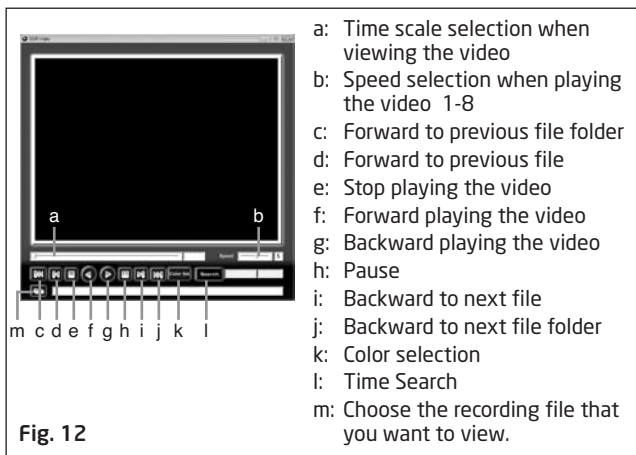 a
b
Speed
Color Set
Search
m c d e f g h i j k l
Fig. 12
a: Time scale selection when
viewing the video
b: Speed selection when playing
the video 1-8
c: Forward to previous file folder
d: Forward to previous file
e: Stop playing the video
f: Forward playing the video
g: Backward playing the video
h: Pause
i: Backward to next file
j: Backward to next file folder
k: Color selection
l: Time Search
m: Choose the recording file that
you want to view.